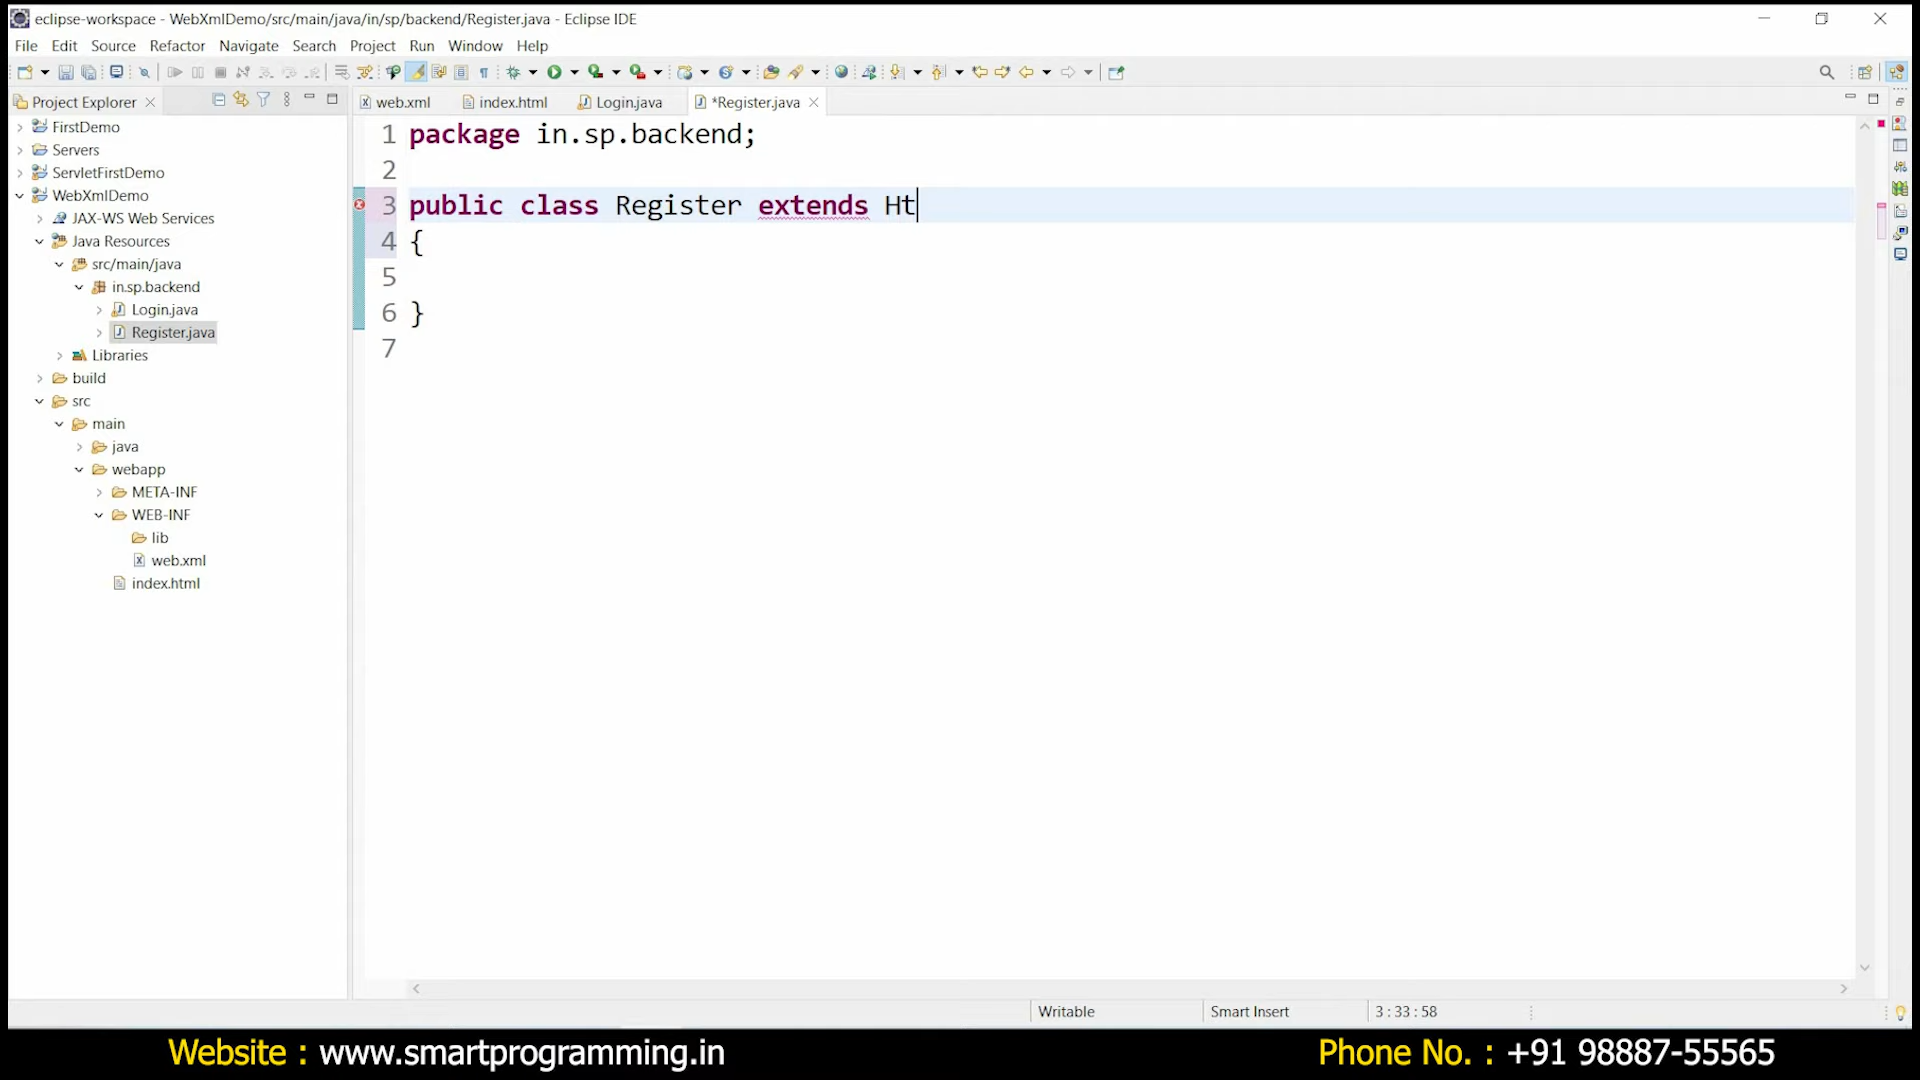 eclipse-workspace - WebXmlDemo/src/main/java/in/sp/backend/Register.java - Eclipse IDE
File Edit Source Refactor Navigate Search Project Run Window Help
Project Explorer
web.xml index.html Login.java *Register.java
FirstDemo
Servers
ServletFirstDemo
WebXmlDemo
JAX-WS Web Services
Java Resources
src/main/java
in.sp.backend
Login.java
Register.java
Libraries
build
src
main
java
webapp
META-INF
WEB-INF
lib
web.xml
index.html
1 package in.sp.backend;
2
3 public class Register extends Ht
4 {
5
6 }
7
Writable Smart Insert 3 : 33 : 58
Website : www.smartprogramming.in Phone No. : +91 98887-55565